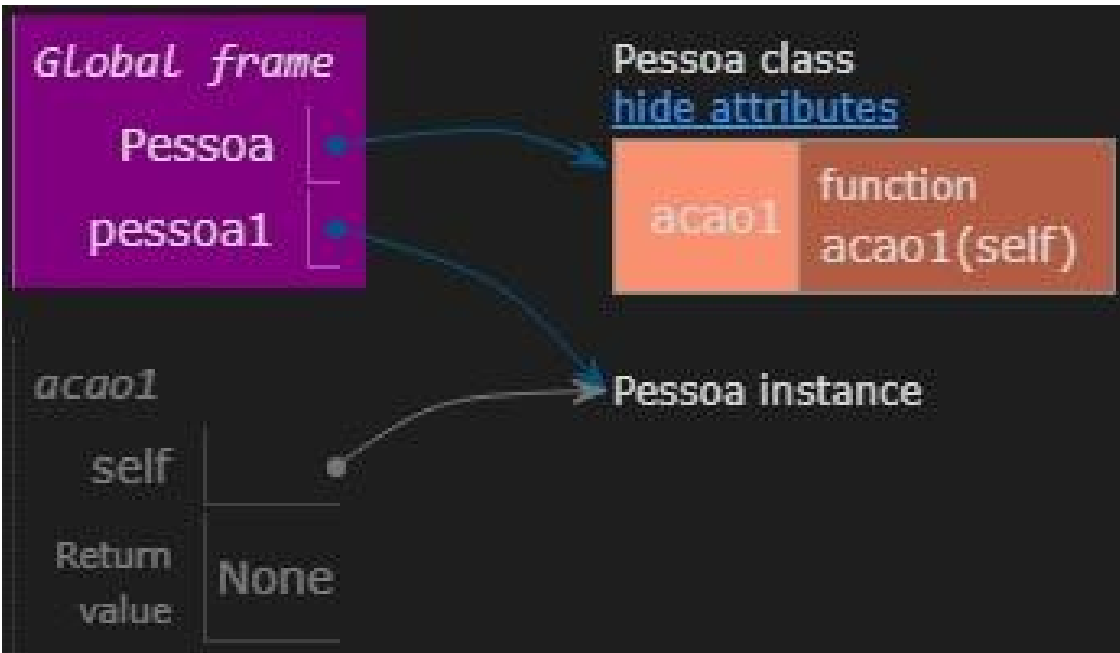 Global frame
Pessoa
pessoa1
Pessoa class
hide attributes
acao1
function
acao1(self)
Pessoa instance
acao1
self
Return
value
None